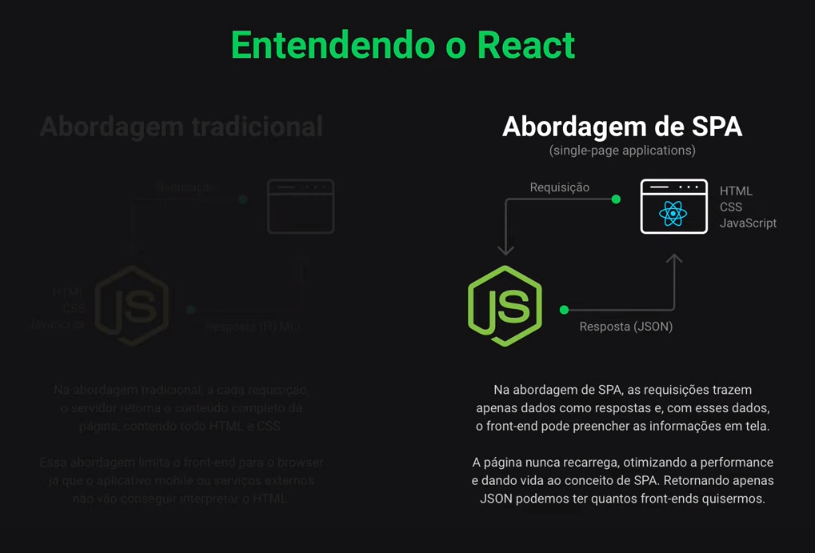 Entendendo o React
Abordagem tradicional
Requisição
HTML
CSS
JavaScript
JS
Resposta (HTML)
Na abordagem tradicional, a cada requisição,
o servidor retorna o conteúdo completo da
página, contendo todo HTML e CSS
Essa abordagem limita o front-end para o browser
já que o aplicativo mobile ou serviços externos
não vão conseguir interpretar o HTML
Abordagem de SPA
(single-page applications)
Requisição
HTML
CSS
JavaScript
JS
Resposta (JSON)
Na abordagem de SPA, as requisições trazem
apenas dados como respostas e, com esses dados,
o front-end pode preencher as informações em tela.
A página nunca recarrega, otimizando a performance
e dando vida ao conceito de SPA. Retornando apenas
JSON podemos ter quantos front-ends quisermos.